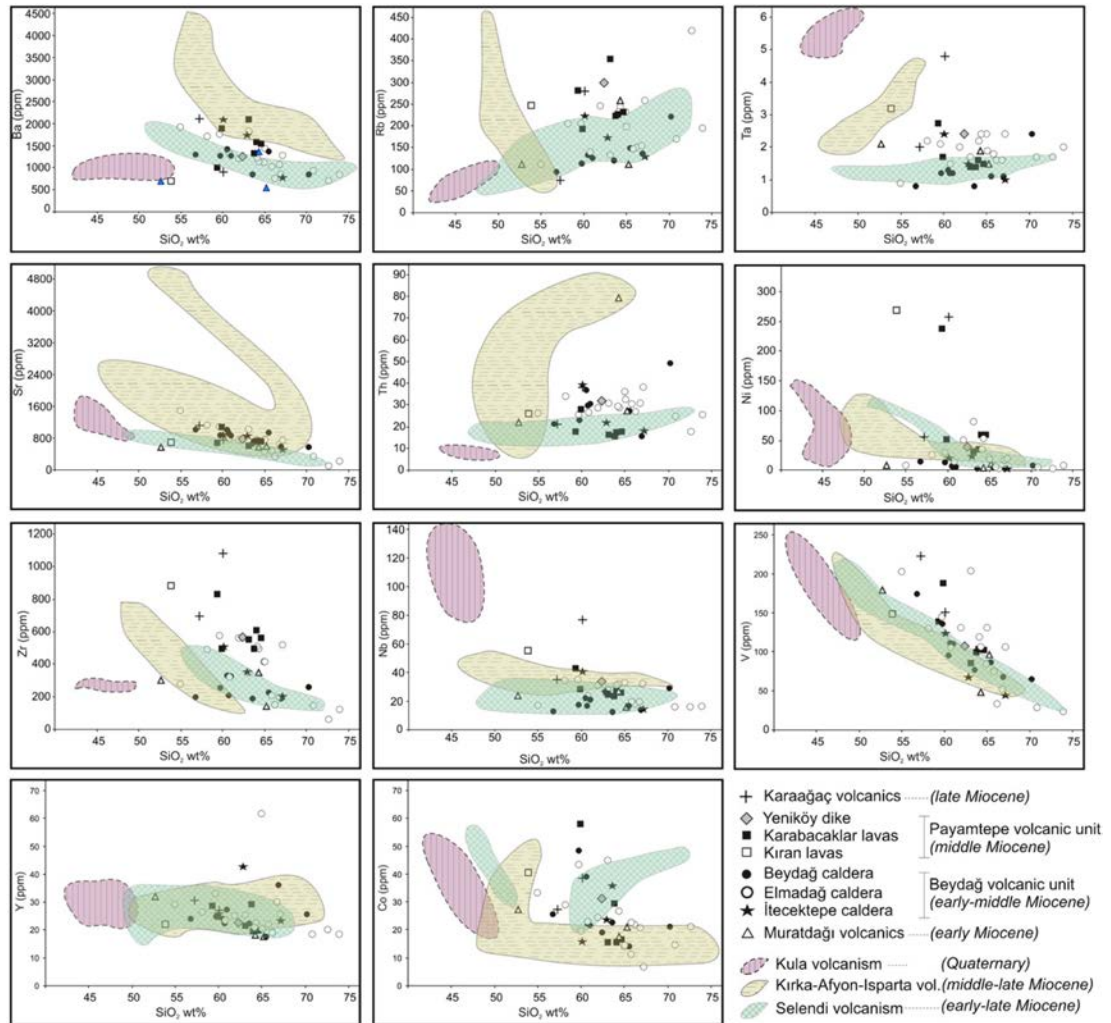 4500
4000
3500
3000
2500
2000
1500
1000
500
0
Ba (ppm)
45 50 55 60 65 70 75
SiO₂ wt%
450
400
350
300
250
200
150
100
50
0
Rb (ppm)
45 50 55 60 65 70 75
SiO₂ wt%
6
5
4
3
2
1
0
Ta (ppm)
45 50 55 60 65 70 75
SiO₂ wt%
4800
4000
3200
2400
1600
800
0
Sr (ppm)
45 50 55 60 65 70 75
SiO₂ wt%
90
80
70
60
50
40
30
20
10
0
Th (ppm)
45 50 55 60 65 70 75
SiO₂ wt%
300
250
200
150
100
50
0
Ni (ppm)
45 50 55 60 65 70 75
SiO₂ wt%
1200
1000
800
600
400
200
0
Zr (ppm)
45 50 55 60 65 70 75
SiO₂ wt%
140
120
100
80
60
40
20
0
Nb (ppm)
45 50 55 60 65 70 75
SiO₂ wt%
250
200
150
100
50
0
V (ppm)
45 50 55 60 65 70 75
SiO₂ wt%
70
60
50
40
30
20
10
0
Y (ppm)
45 50 55 60 65 70 75
SiO₂ wt%
70
60
50
40
30
20
10
0
Co (ppm)
45 50 55 60 65 70 75
SiO₂ wt%
Karaağaç volcanics (late Miocene)
Yeniköy dike
Karabacaklar lavas
Kıran lavas
Payamtepe volcanic unit
(middle Miocene)
Beydağ caldera
Elmadağ caldera
İtecektepe caldera
Beydağ volcanic unit
(early-middle Miocene)
Muratdağı volcanics (early Miocene)
Kula volcanism (Quaternary)
Kırka-Afyon-Isparta vol. (middle-late Miocene)
Selendi volcanism (early-late Miocene)